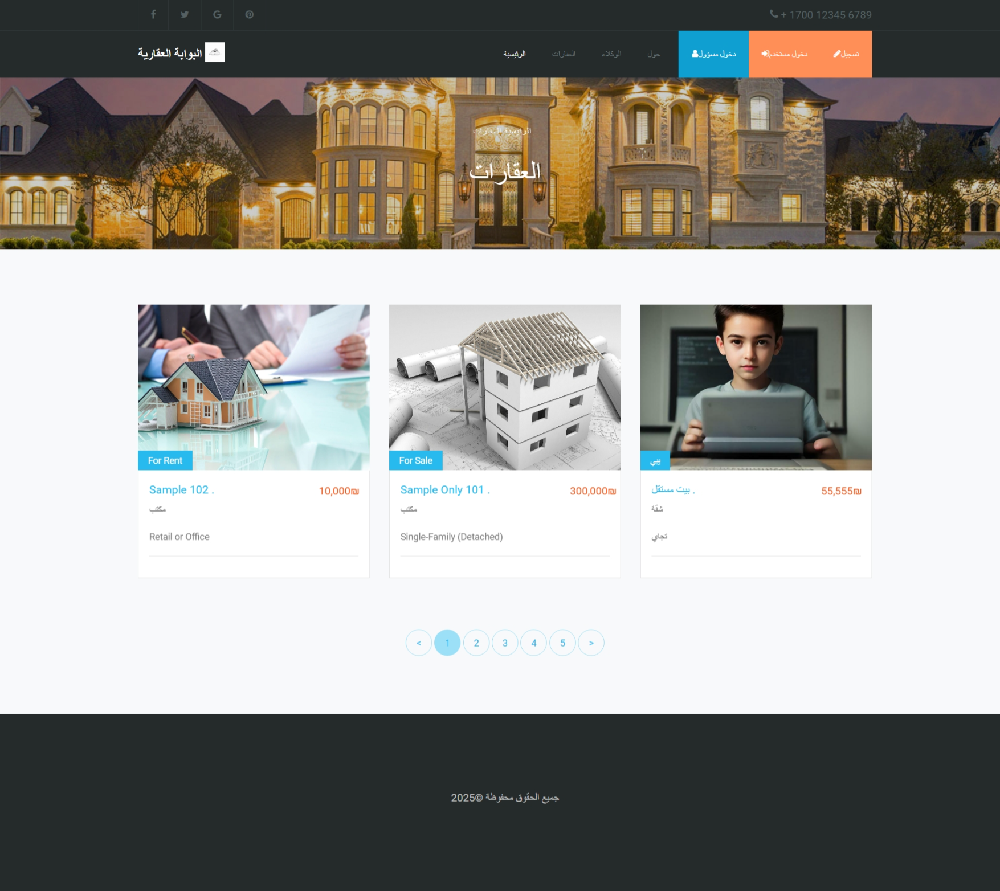 + 1700 12345 6789
البوابة العقارية
الرئيسية
العقارات
الوكلاء
حول
دخول مسؤول
دخول مستخدم
تسجيل
الرئيسية العقارات
العقارات
For Rent
Sample 102 .
10,000₪
مكتب
Retail or Office
For Sale
Sample Only 101 .
300,000₪
مكتب
Single-Family (Detached)
بيت مستقل .
55,555₪
شقة
تجاي
< 1 2 3 4 5 >
جميع الحقوق محفوظة ©2025